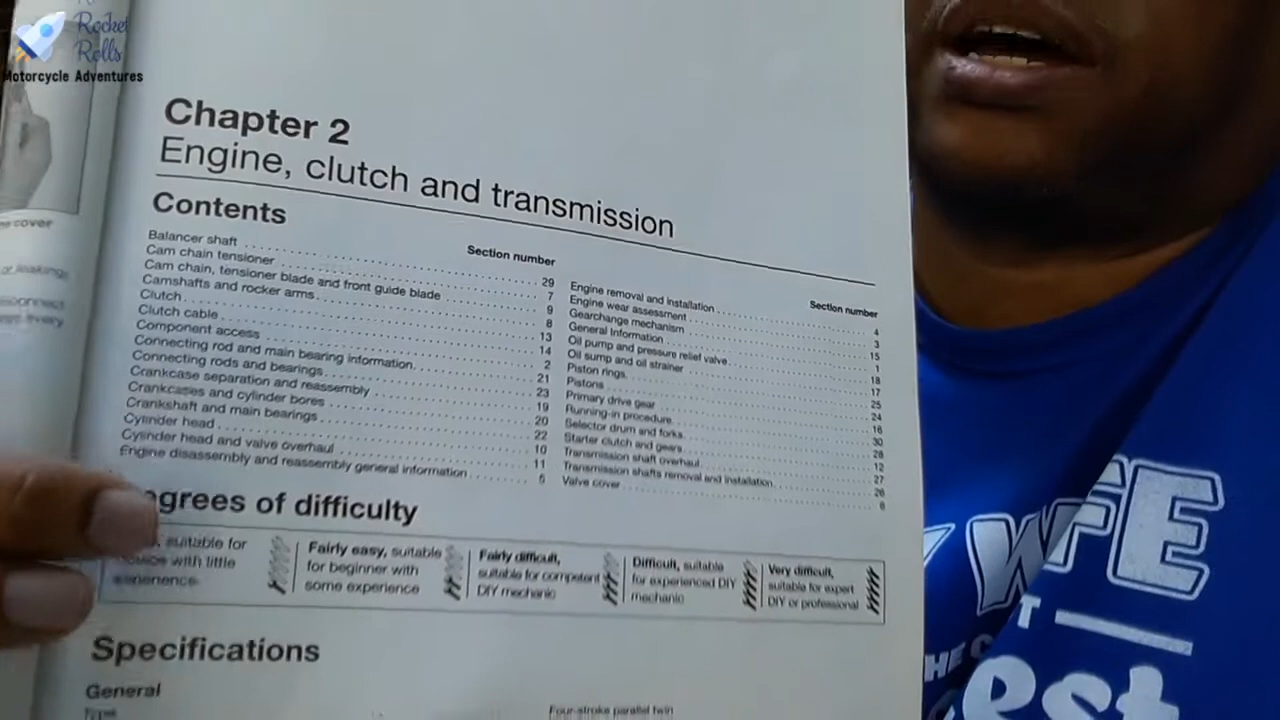 Rocket
Rolls
Motorcycle Adventures
cover
or leakings
Chapter 2
Engine, clutch and transmission
Contents
Section number
Balancer shaft 29
Cam chain tensioner 7
Cam chain, tensioner blade and front guide blade 9
Camshafts and rocker arms 8
Clutch 13
Clutch cable 14
Component access 2
Connecting rod and main bearing information 21
Connecting rods and bearings 23
Crankcase separation and reassembly 19
Crankcases and cylinder bores 20
Crankshaft and main bearings 22
Cylinder head 10
Cylinder head and valve overhaul 11
Engine disassembly and reassembly general information 5
Section number
Engine removal and installation 4
Engine wear assessment 3
Gearchange mechanism 15
General Information 1
Oil pump and pressure relief valve 18
Oil sump and oil strainer 17
Piston rings 25
Pistons 24
Primary drive gear 16
Running-in procedure 30
Selector drum and forks 28
Starter clutch and gears 12
Transmission shaft overhaul 27
Transmission shafts removal and installation 26
Valve cover 6
grees of difficulty
suitable for
with little
experience
Fairly easy, suitable
for beginner with
some experience
Fairly difficult,
suitable for competent
DIY mechanic
Difficult, suitable
for experienced DIY
mechanic
Very difficult,
suitable for expert
DIY or professional
Specifications
General
Type Four-stroke parallel twin
WIFE
THE
est